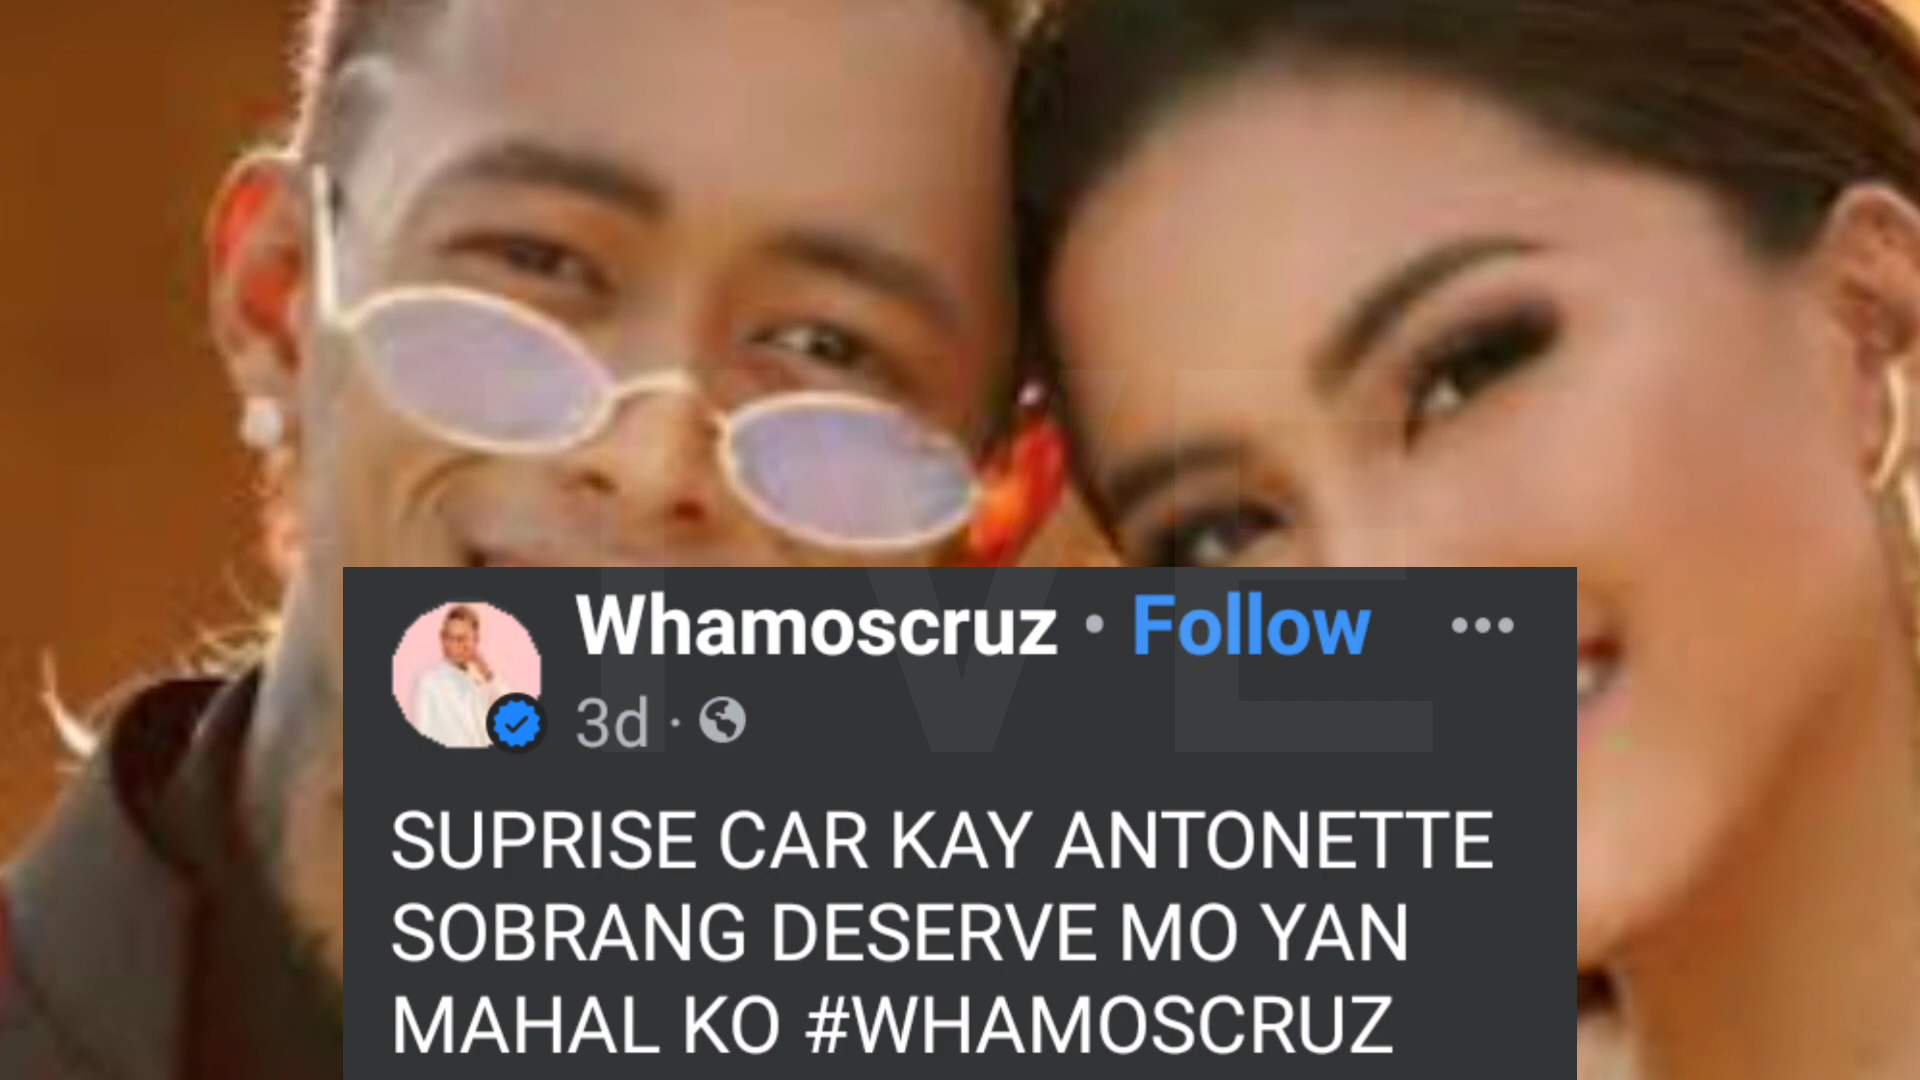 Whamoscruz · Follow ...
3d ·
SUPRISE CAR KAY ANTONETTE
SOBRANG DESERVE MO YAN
MAHAL KO #WHAMOSCRUZ